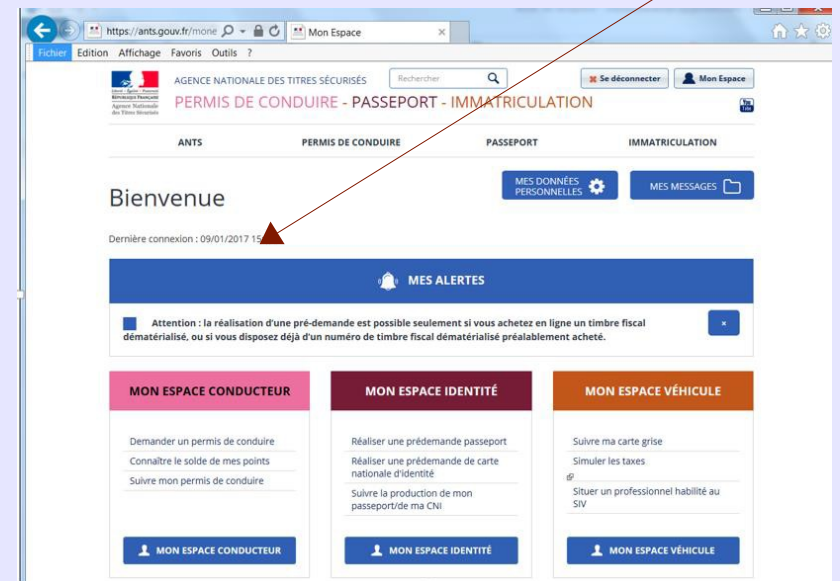 https://ants.gouv.fr/mone
Mon Espace
Fichier Edition Affichage Favoris Outils ?
AGENCE NATIONALE DES TITRES SÉCURISÉS
Rechercher
Se déconnecter
Mon Espace
PERMIS DE CONDUIRE - PASSEPORT - IMMATRICULATION
RÉPUBLIQUE FRANÇAISE
Agence Nationale
des Titres Sécurisés
ANTS PERMIS DE CONDUIRE PASSEPORT IMMATRICULATION
Bienvenue
MES DONNÉES
PERSONNELLES
MES MESSAGES
Dernière connexion : 09/01/2017 15
MES ALERTES
Attention : la réalisation d'une pré-demande est possible seulement si vous achetez en ligne un timbre fiscal
dématérialisé, ou si vous disposez déjà d'un numéro de timbre fiscal dématérialisé préalablement acheté.
MON ESPACE CONDUCTEUR
Demander un permis de conduire
Connaître le solde de mes points
Suivre mon permis de conduire
MON ESPACE CONDUCTEUR
MON ESPACE IDENTITÉ
Réaliser une prédemande passeport
Réaliser une prédemande de carte
nationale d'identité
Suivre la production de mon
passeport/de ma CNI
MON ESPACE IDENTITÉ
MON ESPACE VÉHICULE
Suivre ma carte grise
Simuler les taxes
Situer un professionnel habilité au
SIV
MON ESPACE VÉHICULE